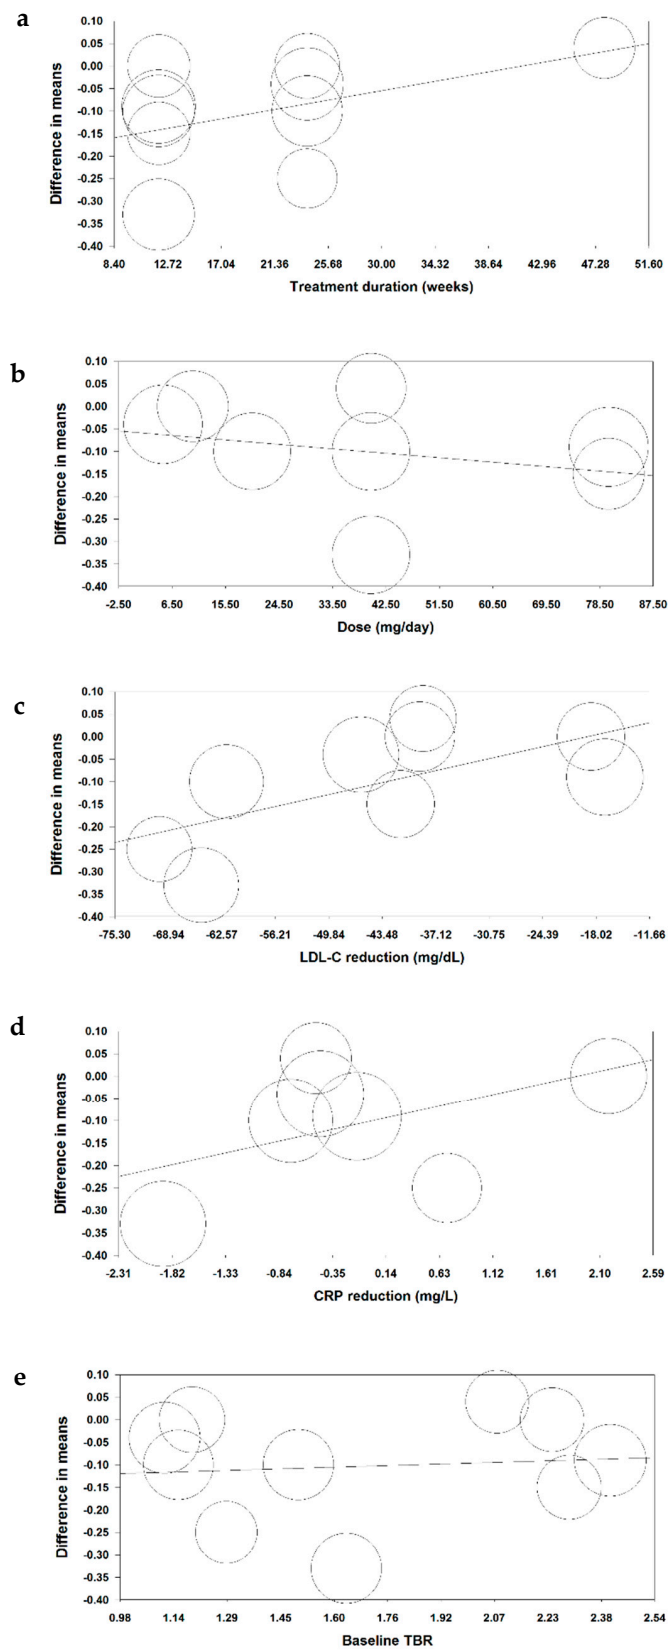 a
0.10
0.05
0.00
-0.05
-0.10
-0.15
-0.20
-0.25
-0.30
-0.35
-0.40
Difference in means
8.40 12.72 17.04 21.36 25.68 30.00 34.32 38.64 42.96 47.28 51.60
Treatment duration (weeks)
b
0.10
0.05
0.00
-0.05
-0.10
-0.15
-0.20
-0.25
-0.30
-0.35
-0.40
Difference in means
-2.50 6.50 15.50 24.50 33.50 42.50 51.50 60.50 69.50 78.50 87.50
Dose (mg/day)
c
0.10
0.05
0.00
-0.05
-0.10
-0.15
-0.20
-0.25
-0.30
-0.35
-0.40
Difference in means
-75.30 -68.94 -62.57 -56.21 -49.84 -43.48 -37.12 -30.75 -24.39 -18.02 -11.66
LDL-C reduction (mg/dL)
d
0.10
0.05
0.00
-0.05
-0.10
-0.15
-0.20
-0.25
-0.30
-0.35
-0.40
Difference in means
-2.31 -1.82 -1.33 -0.84 -0.35 0.14 0.63 1.12 1.61 2.10 2.59
CRP reduction (mg/L)
e
0.10
0.05
0.00
-0.05
-0.10
-0.15
-0.20
-0.25
-0.30
-0.35
-0.40
Difference in means
0.98 1.14 1.29 1.45 1.60 1.76 1.92 2.07 2.23 2.38 2.54
Baseline TBR